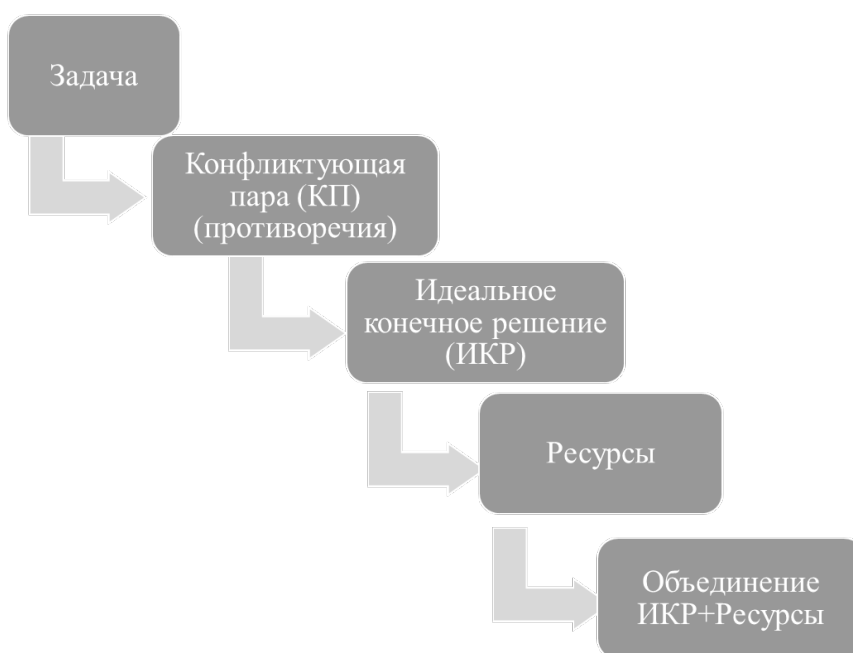 Задача
Конфликтующая
пара (КП)
(противоречия)
Идеальное
конечное решение
(ИКР)
Ресурсы
Объединение
ИКР+Ресурсы